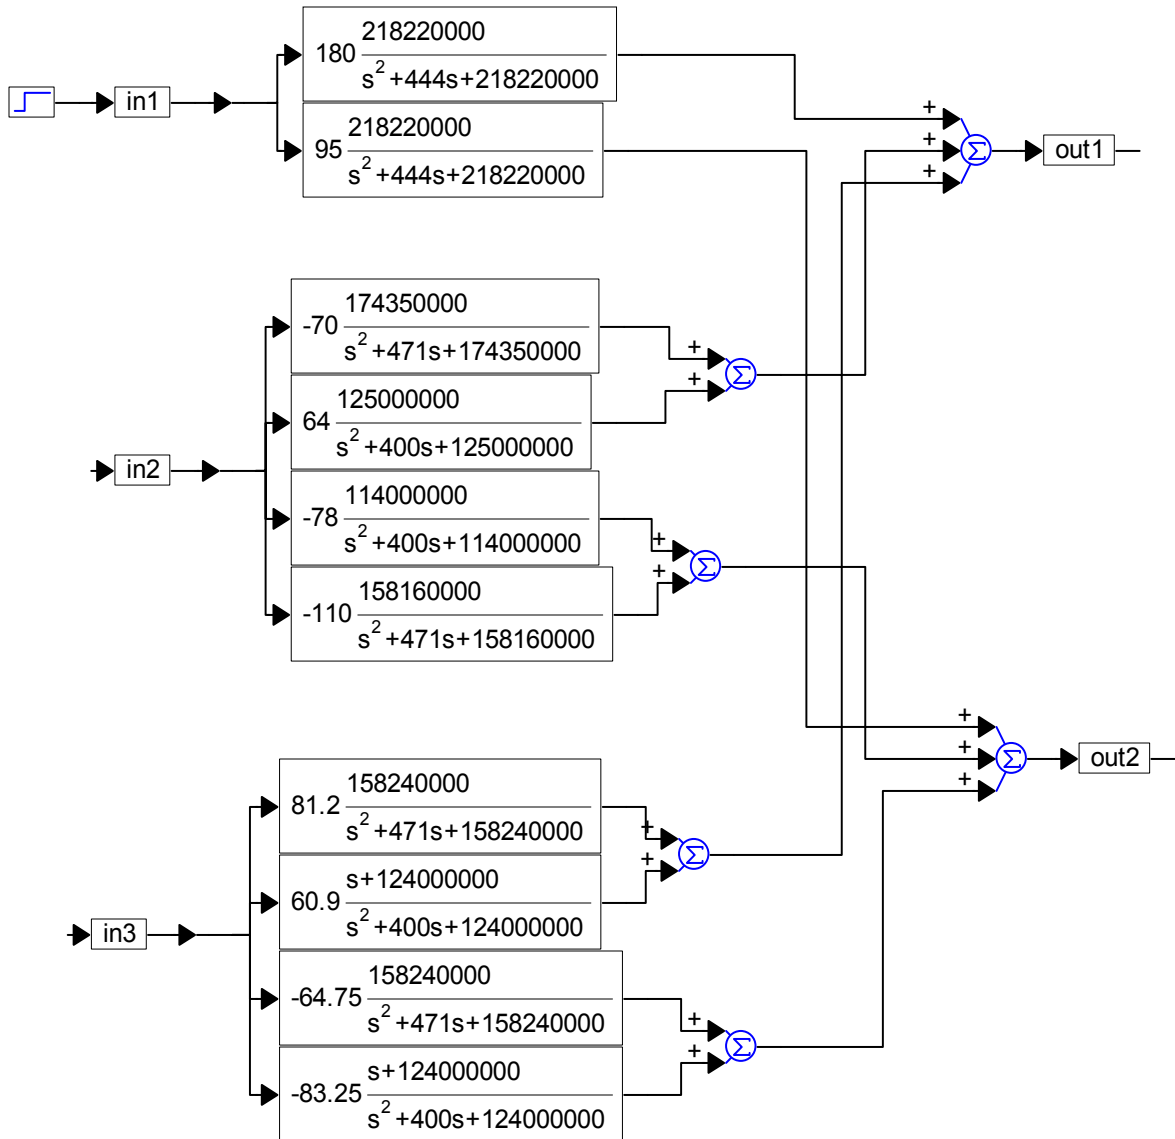 218220000
180
s²+444s+218220000
+
in1
218220000
+
95
Σ
out1
s²+444s+218220000
+
174350000
-70
s²+471s+174350000
+
Σ
+
125000000
64
s²+400s+125000000
in2
114000000
-78
s²+400s+114000000
+
Σ
+
158160000
-110
s²+471s+158160000
+
+
Σ
out2
+
158240000
81.2
s²+471s+158240000
+
Σ
+
s+124000000
60.9
s²+400s+124000000
in3
158240000
-64.75
s²+471s+158240000
+
Σ
+
s+124000000
-83.25
s²+400s+124000000